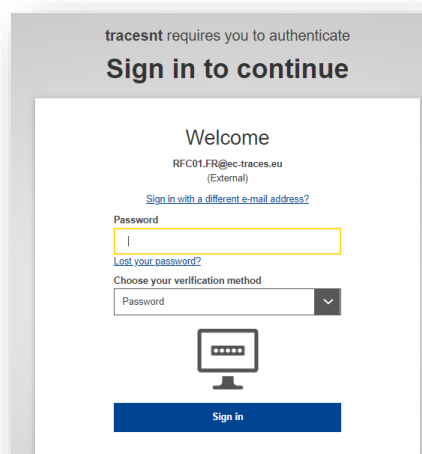 tracesnt requires you to authenticate
Sign in to continue
Welcome
RFC01.FR@ec-traces.eu
(External)
Sign in with a different e-mail address?
Password
Lost your password?
Choose your verification method
Password
Sign in